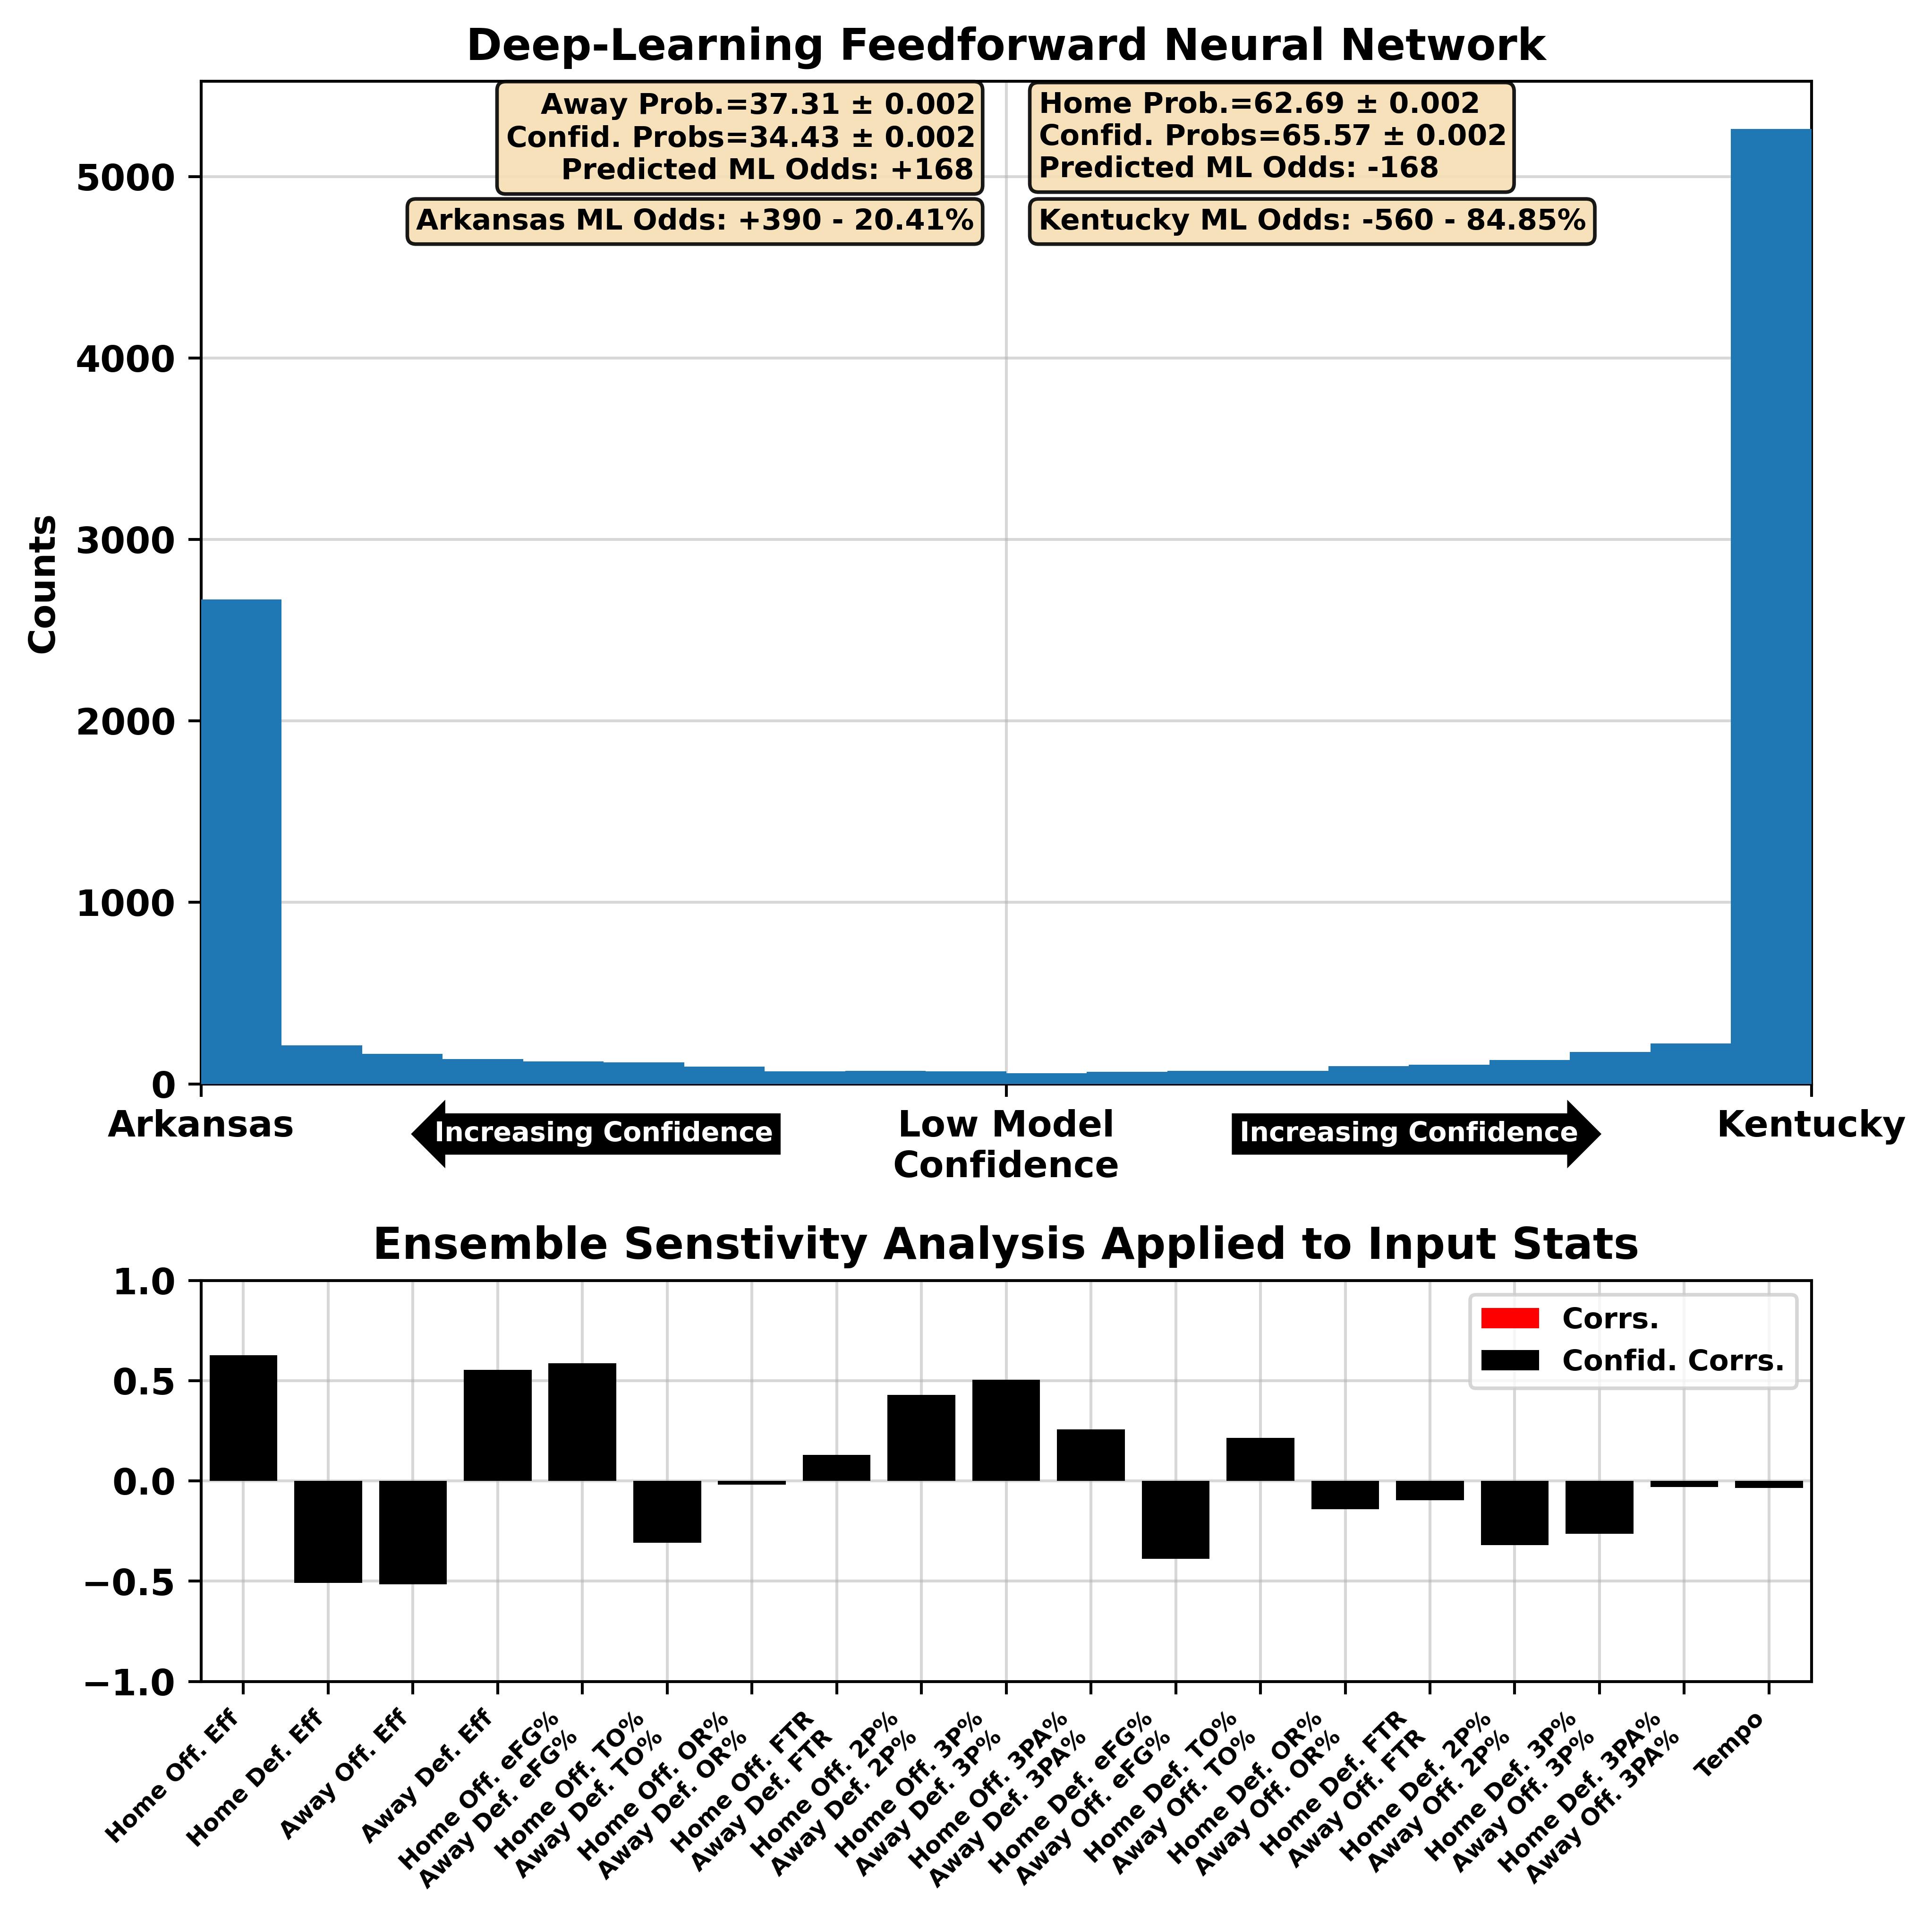 Deep-Learning Feedforward Neural Network
Away Prob.=37.31 ± 0.002
Confid. Probs=34.43 ± 0.002
Predicted ML Odds: +168
Home Prob.=62.69 ± 0.002
Confid. Probs=65.57 ± 0.002
Predicted ML Odds: -168
Arkansas ML Odds: +390 - 20.41%
Kentucky ML Odds: -560 - 84.85%
Counts
5000
4000
3000
2000
1000
0
Arkansas
Increasing Confidence
Low Model
Confidence
Increasing Confidence
Kentucky
Ensemble Senstivity Analysis Applied to Input Stats
1.0
0.5
0.0
−0.5
−1.0
Corrs.
Confid. Corrs.
Home Off. Eff
Home Def. Eff
Away Off. Eff
Away Def. Eff
Home Off. eFG%
Away Def. eFG%
Home Off. TO%
Away Def. TO%
Home Off. OR%
Away Def. OR%
Home Off. FTR
Away Def. FTR
Home Off. 2P%
Away Def. 2P%
Home Off. 3P%
Away Def. 3P%
Home Off. 3PA%
Away Def. 3PA%
Home Def. eFG%
Away Off. eFG%
Home Def. TO%
Away Off. TO%
Home Def. OR%
Away Off. OR%
Home Def. FTR
Away Off. FTR
Home Def. 2P%
Away Off. 2P%
Home Def. 3P%
Away Off. 3P%
Home Def. 3PA%
Away Off. 3PA%
Tempo